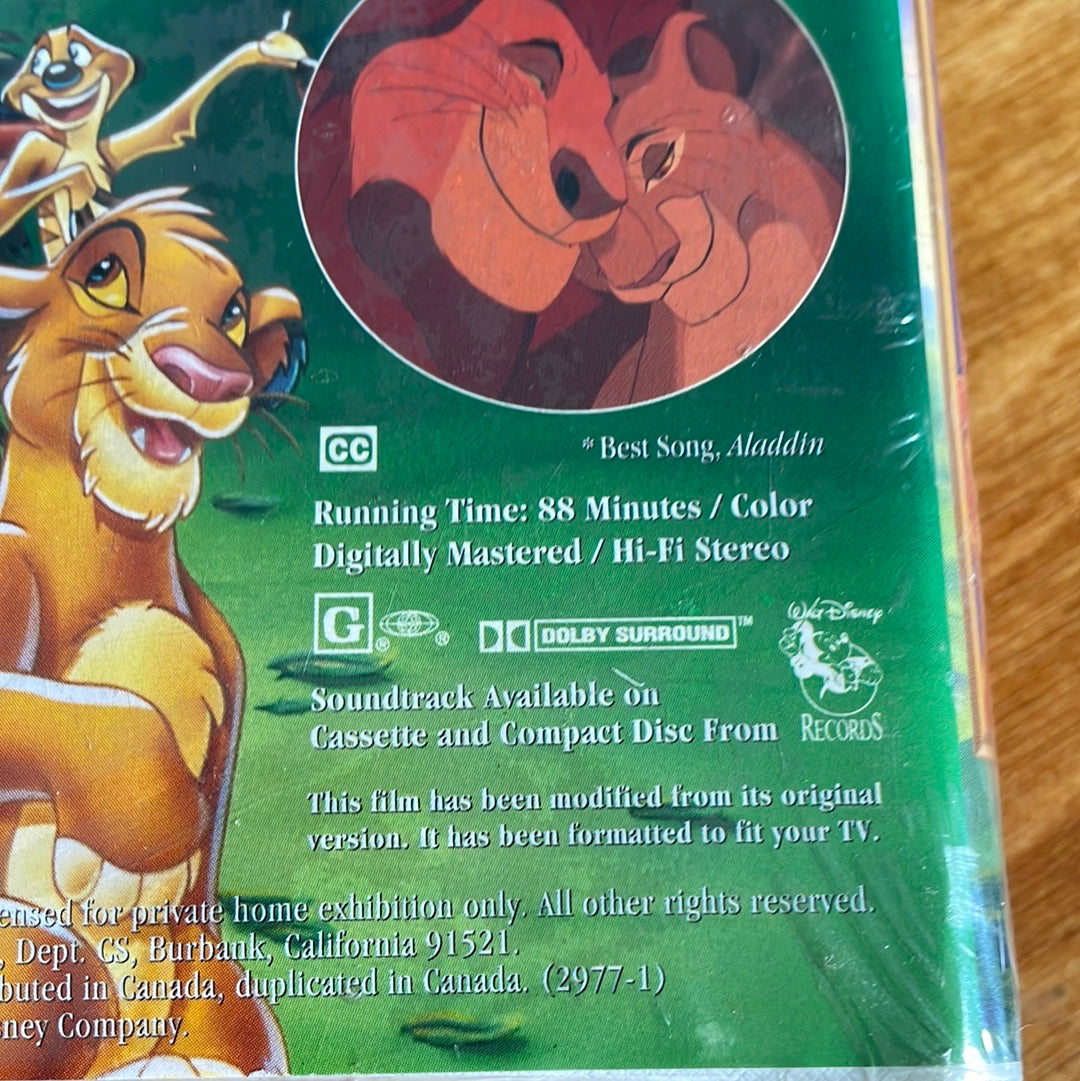 CC
* Best Song, Aladdin
Running Time: 88 Minutes / Color
Digitally Mastered / Hi-Fi Stereo
G ® ® DOLBY SURROUND ™
Walt Disney
RECORDS
Soundtrack Available on
Cassette and Compact Disc From
This film has been modified from its original
version. It has been formatted to fit your TV.
ensed for private home exhibition only. All other rights reserved.
, Dept. CS, Burbank, California 91521.
buted in Canada, duplicated in Canada. (2977-1)
ney Company.